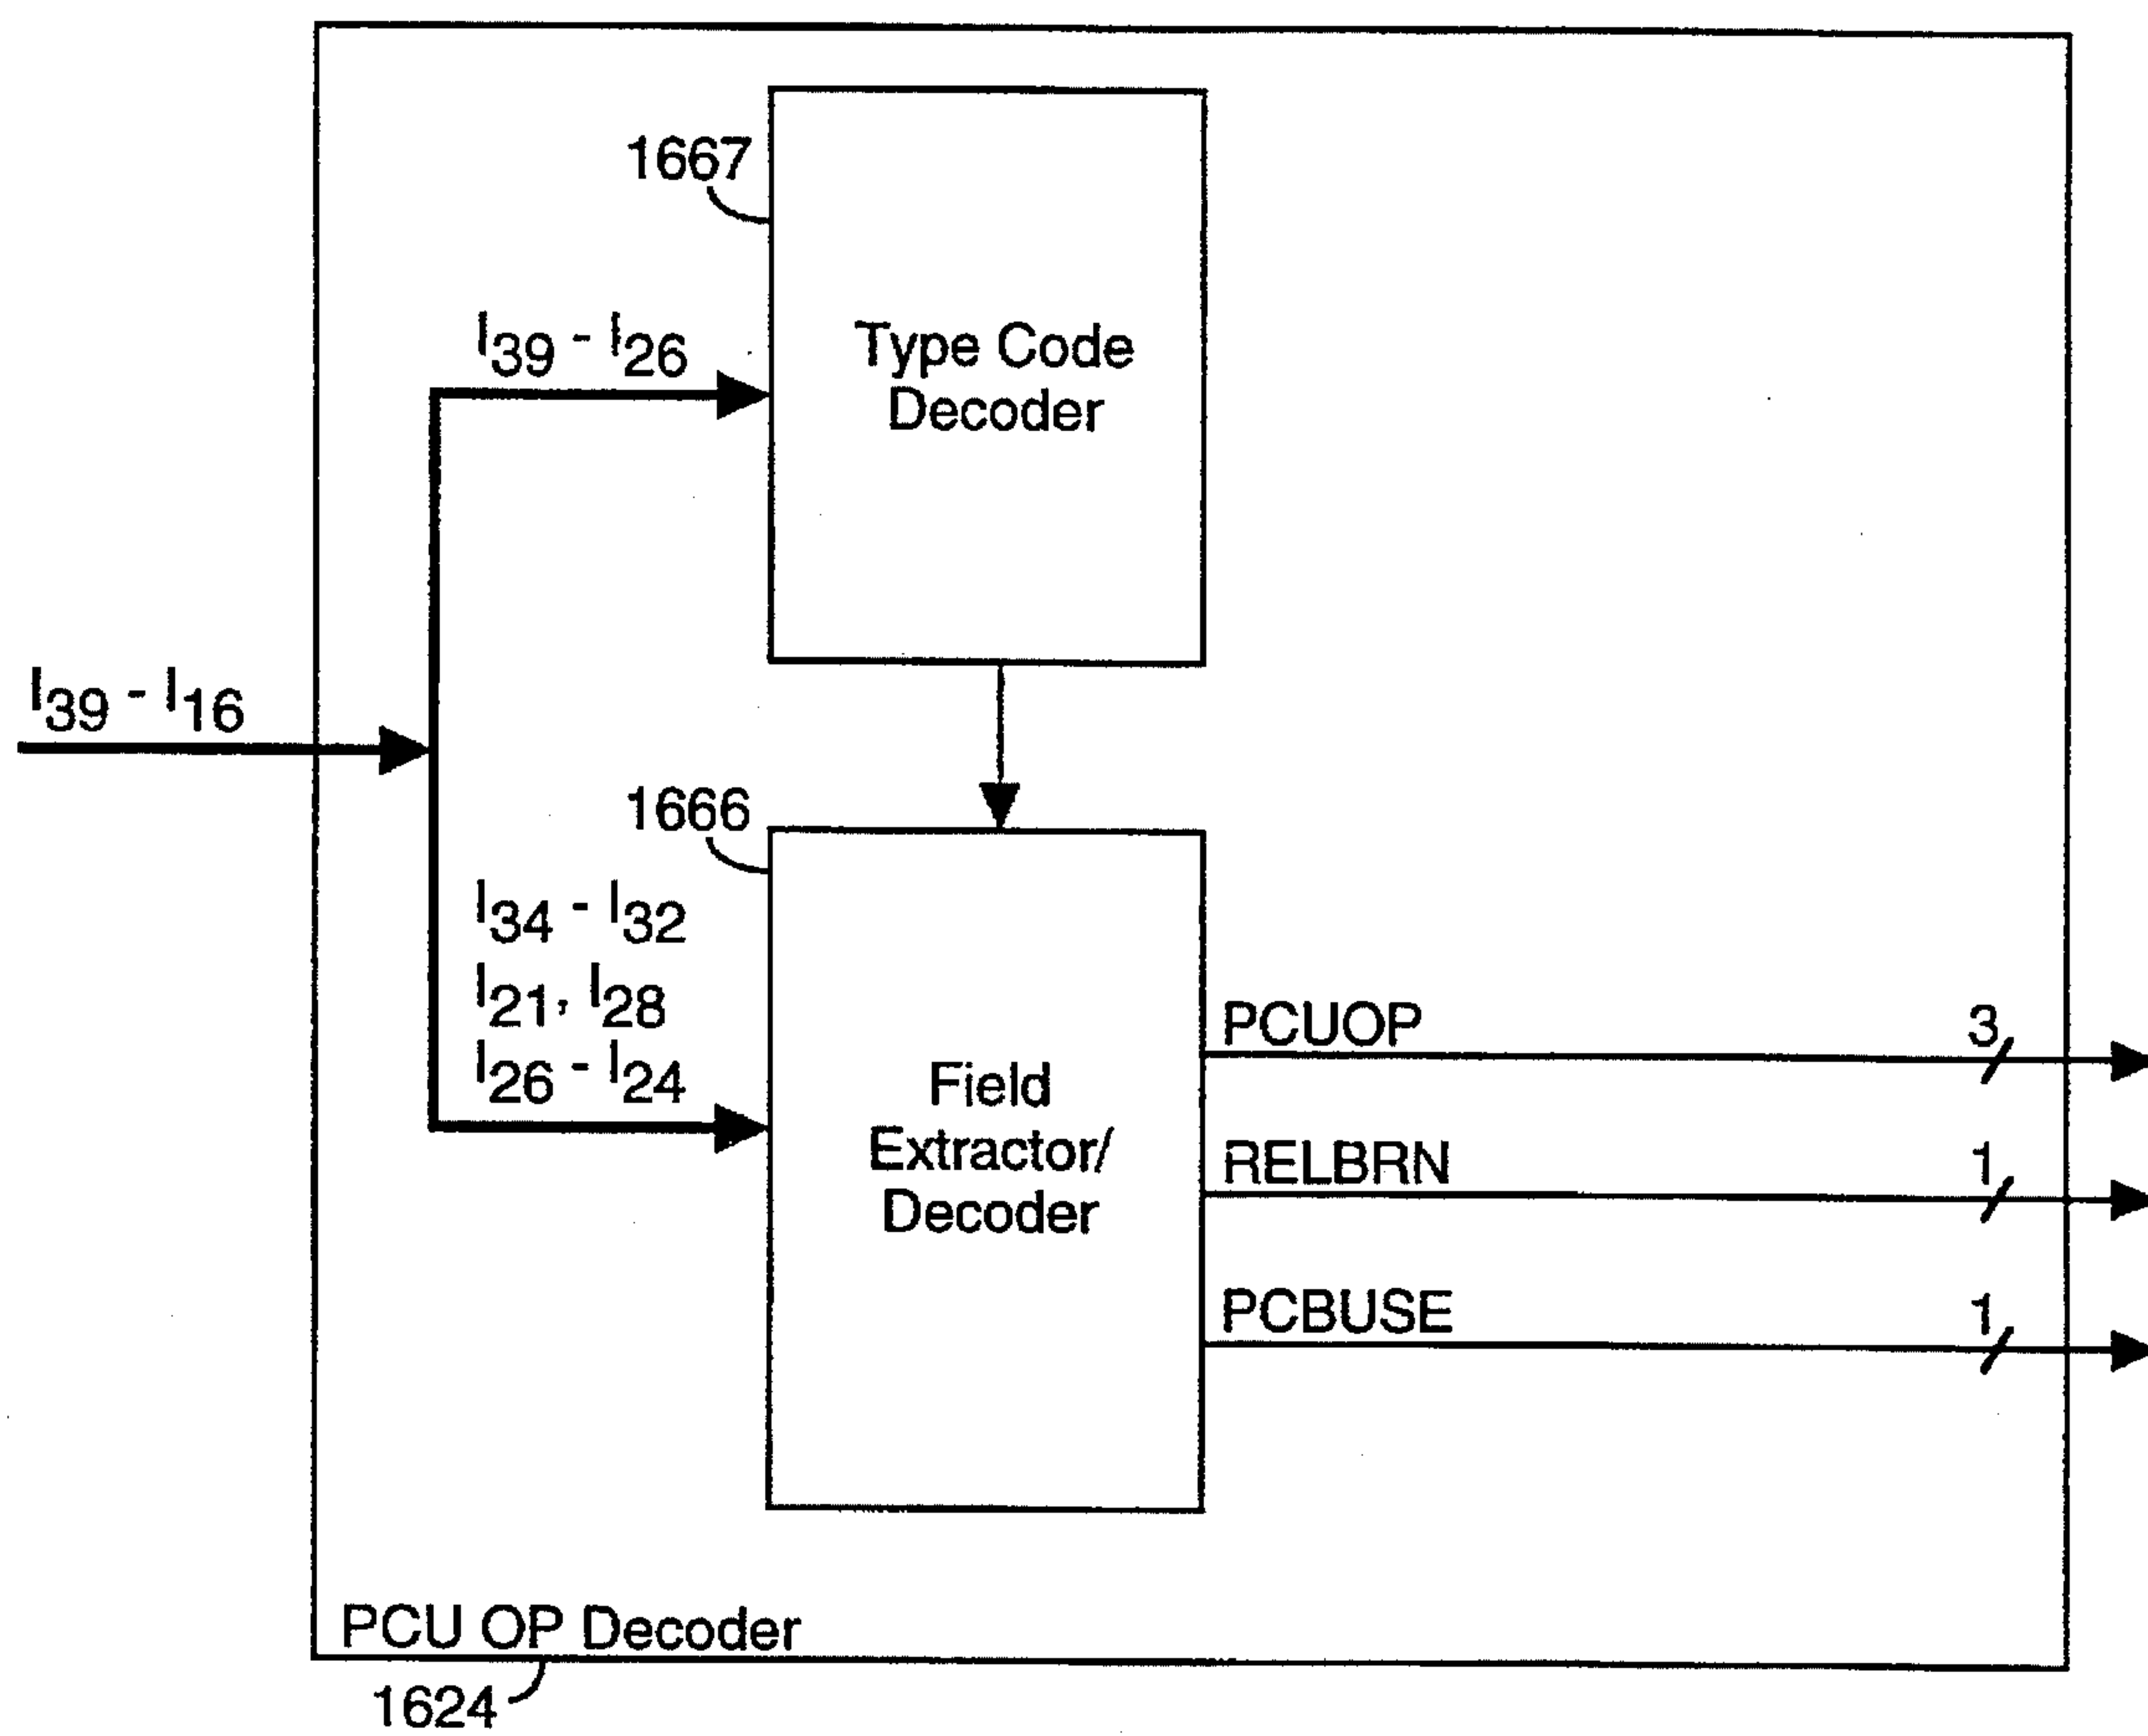 1667
I39 - I26
Type Code
Decoder
I39 - I16
1666
I34 - I32
I21, I28
I26 - I24
Field
Extractor/
Decoder
PCUOP
3
RELBRN
1
PCBUSE
1
PCU OP Decoder
1624